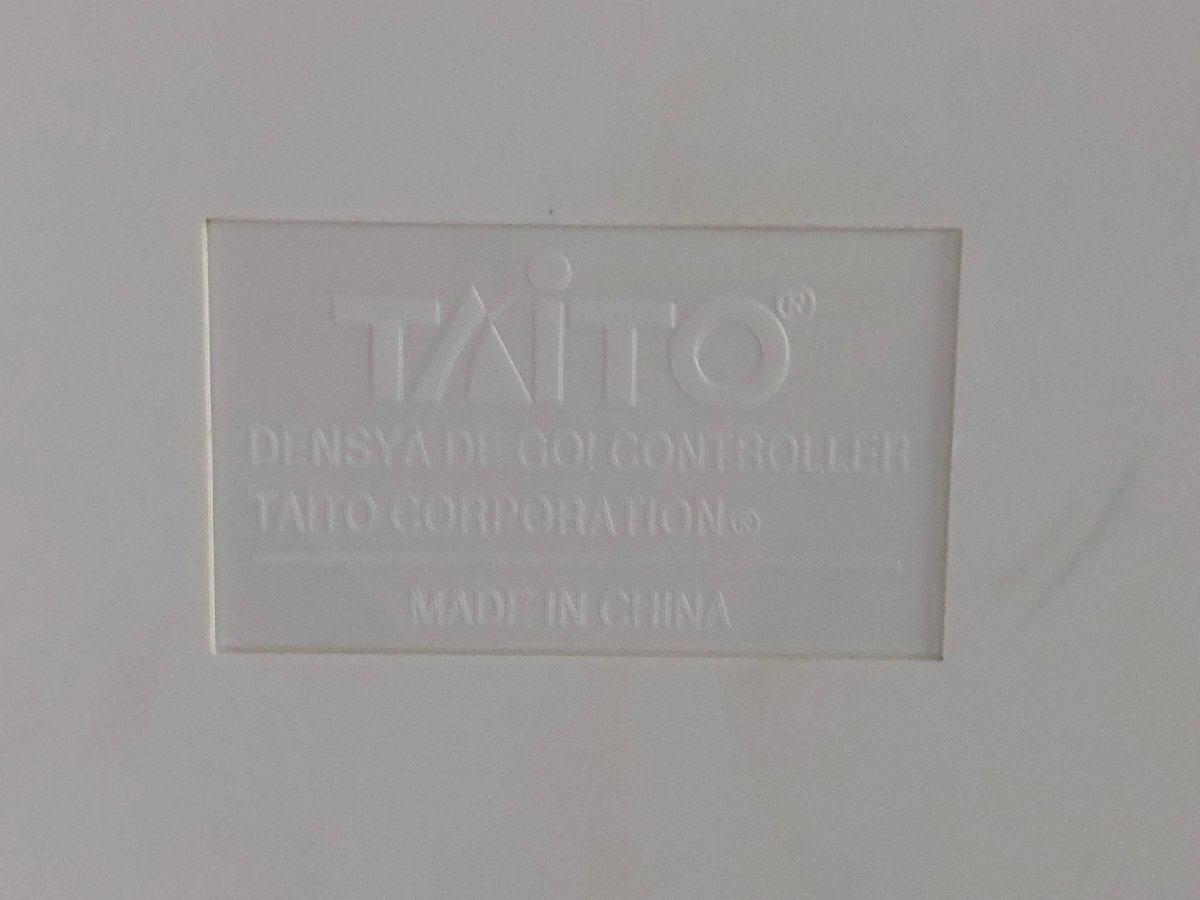 TAiTO®
DENSYA DE GO! CONTROLLER
TAITO CORPORATION®
MADE IN CHINA